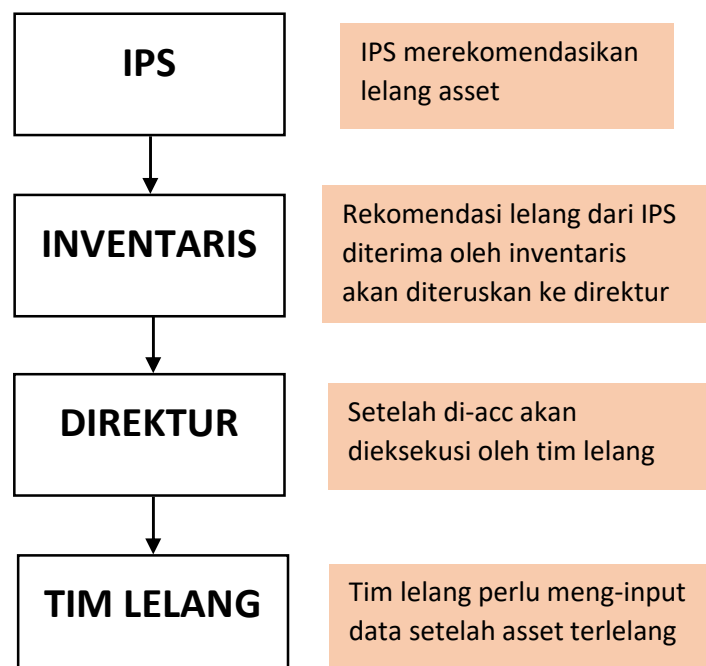 IPS
IPS merekomendasikan
lelang asset
INVENTARIS
Rekomendasi lelang dari IPS
diterima oleh inventaris
akan diteruskan ke direktur
DIREKTUR
Setelah di-acc akan
dieksekusi oleh tim lelang
TIM LELANG
Tim lelang perlu meng-input
data setelah asset terlelang